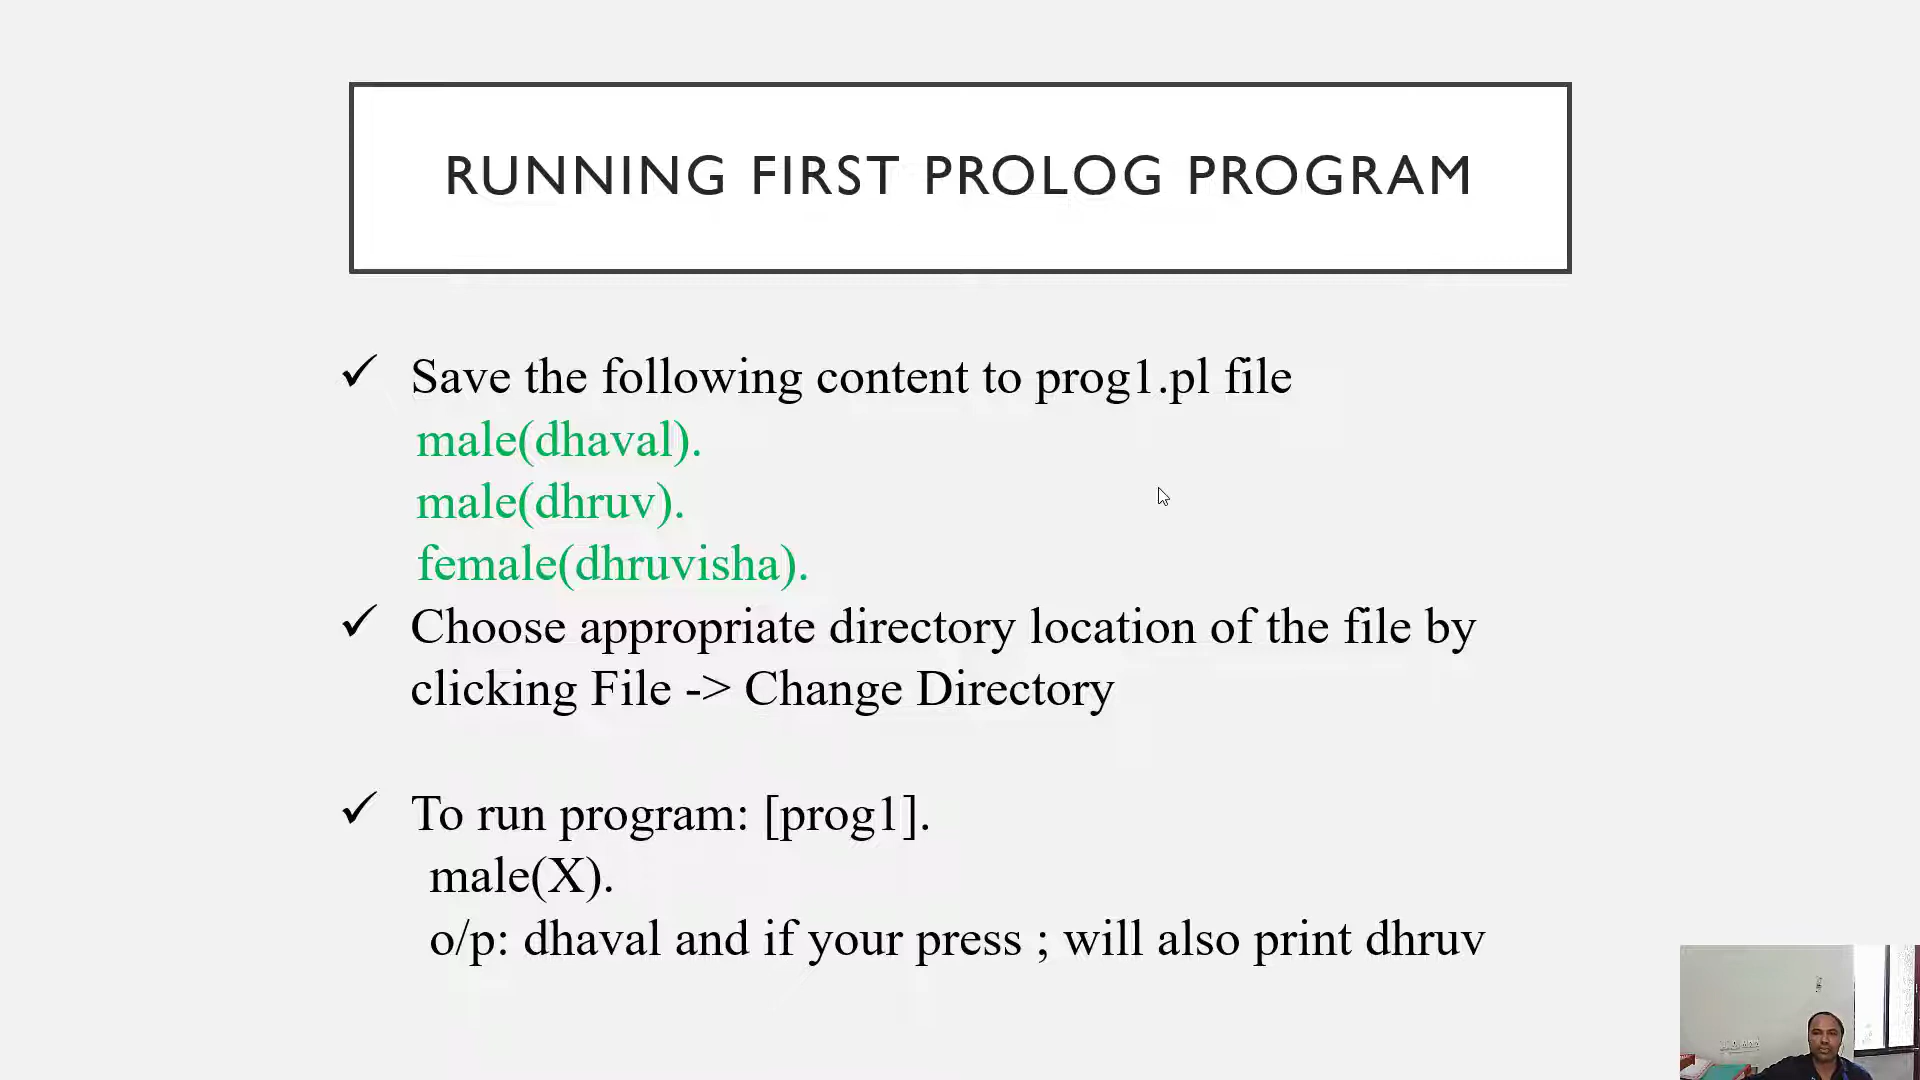 RUNNING FIRST PROLOG PROGRAM
✓ Save the following content to prog1.pl file
male(dhaval).
male(dhruv).
female(dhruvisha).
✓ Choose appropriate directory location of the file by
clicking File -> Change Directory
✓ To run program: [prog1].
male(X).
o/p: dhaval and if your press ; will also print dhruv